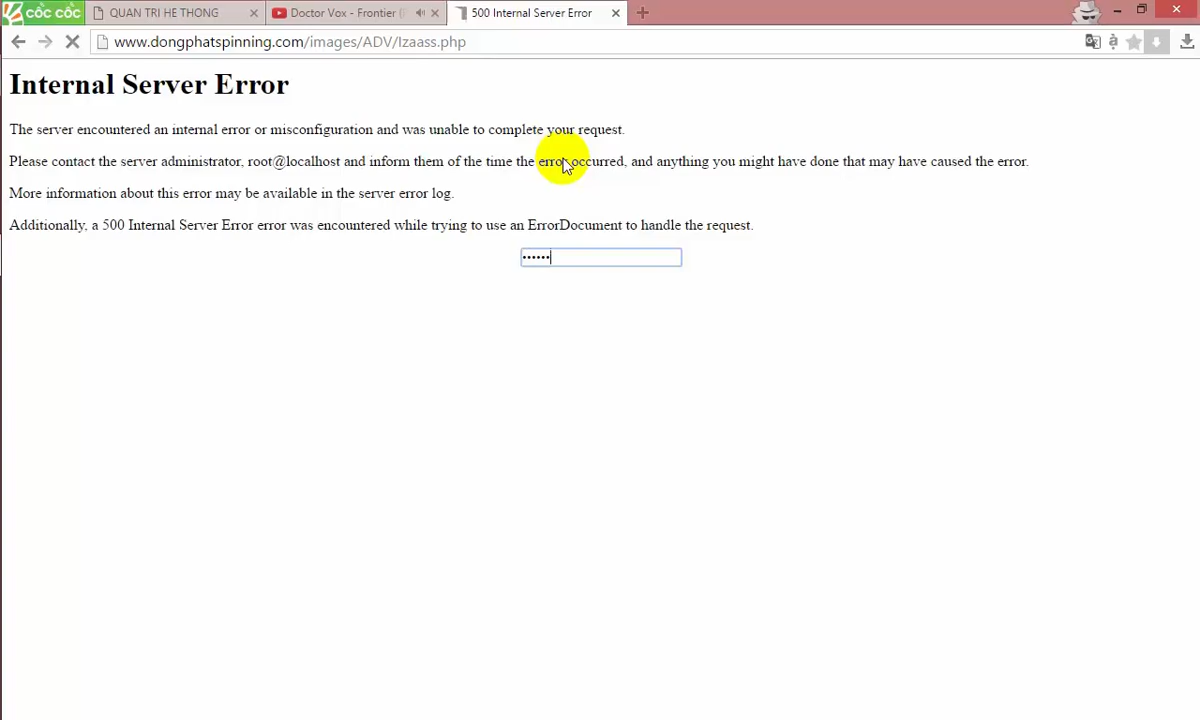 cốc cốc QUAN TRI HE THONG Doctor Vox - Frontier ( 500 Internal Server Error
www.dongphatspinning.com/images/ADV/Izaass.php
Internal Server Error
The server encountered an internal error or misconfiguration and was unable to complete your request.
Please contact the server administrator, root@localhost and inform them of the time the error occurred, and anything you might have done that may have caused the error.
More information about this error may be available in the server error log.
Additionally, a 500 Internal Server Error error was encountered while trying to use an ErrorDocument to handle the request.
••••••